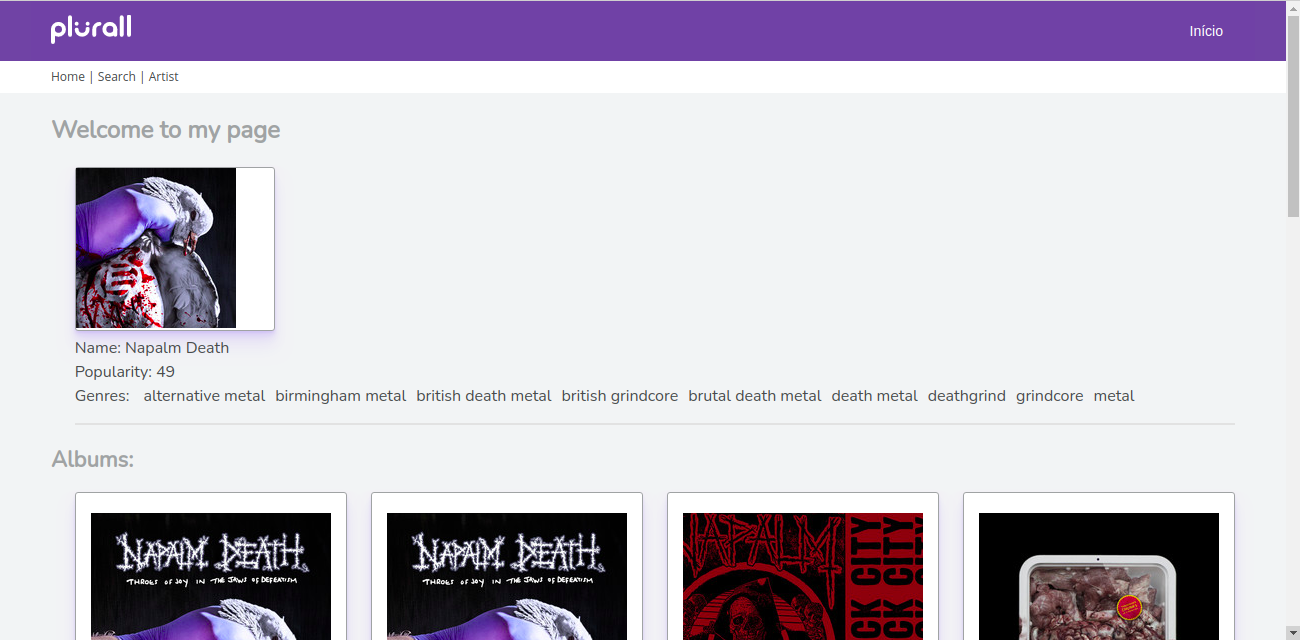 plurall
Início
Home | Search | Artist
Welcome to my page
Name: Napalm Death
Popularity: 49
Genres: alternative metal birmingham metal british death metal british grindcore brutal death metal death metal deathgrind grindcore metal
Albums:
NAPALM DEATH
THROES OF JOY IN THE JAWS OF DEFEATISM
NAPALM DEATH
THROES OF JOY IN THE JAWS OF DEFEATISM
NAPALM
CK CITY
CK CITY